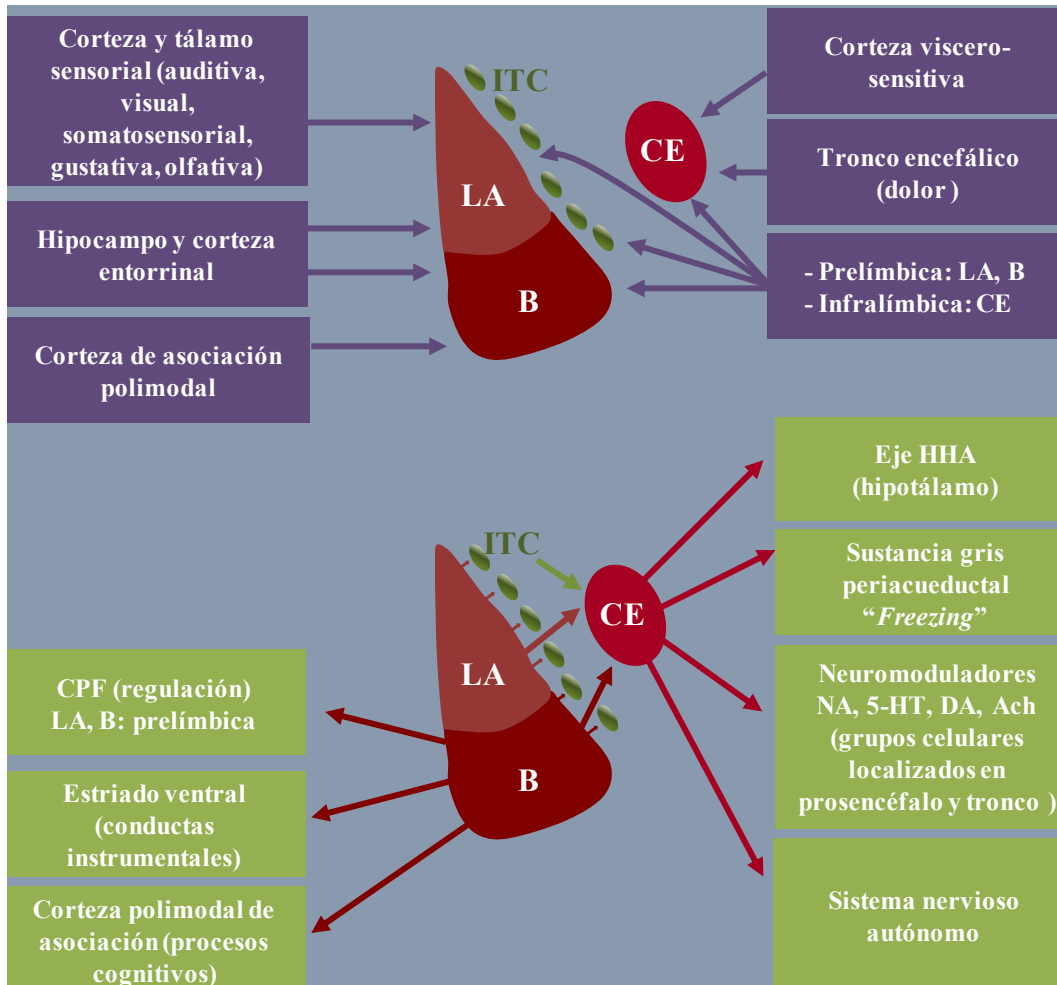 Corteza y tálamo
sensorial (auditiva,
visual,
somatosensorial,
gustativa, olfativa)
Hipocampo y corteza
entorrinal
Corteza de asociación
polimodal
ITC
LA
B
CE
Corteza viscero-
sensitiva
Tronco encefálico
(dolor )
- Prelímbica: LA, B
- Infralímbica: CE
ITC
LA
B
CE
CPF (regulación)
LA, B: prelímbica
Estriado ventral
(conductas
instrumentales)
Corteza polimodal de
asociación (procesos
cognitivos)
Eje HHA
(hipotálamo)
Sustancia gris
periacueductal
“Freezing”
Neuromoduladores
NA, 5-HT, DA, Ach
(grupos celulares
localizados en
prosencéfalo y tronco )
Sistema nervioso
autónomo